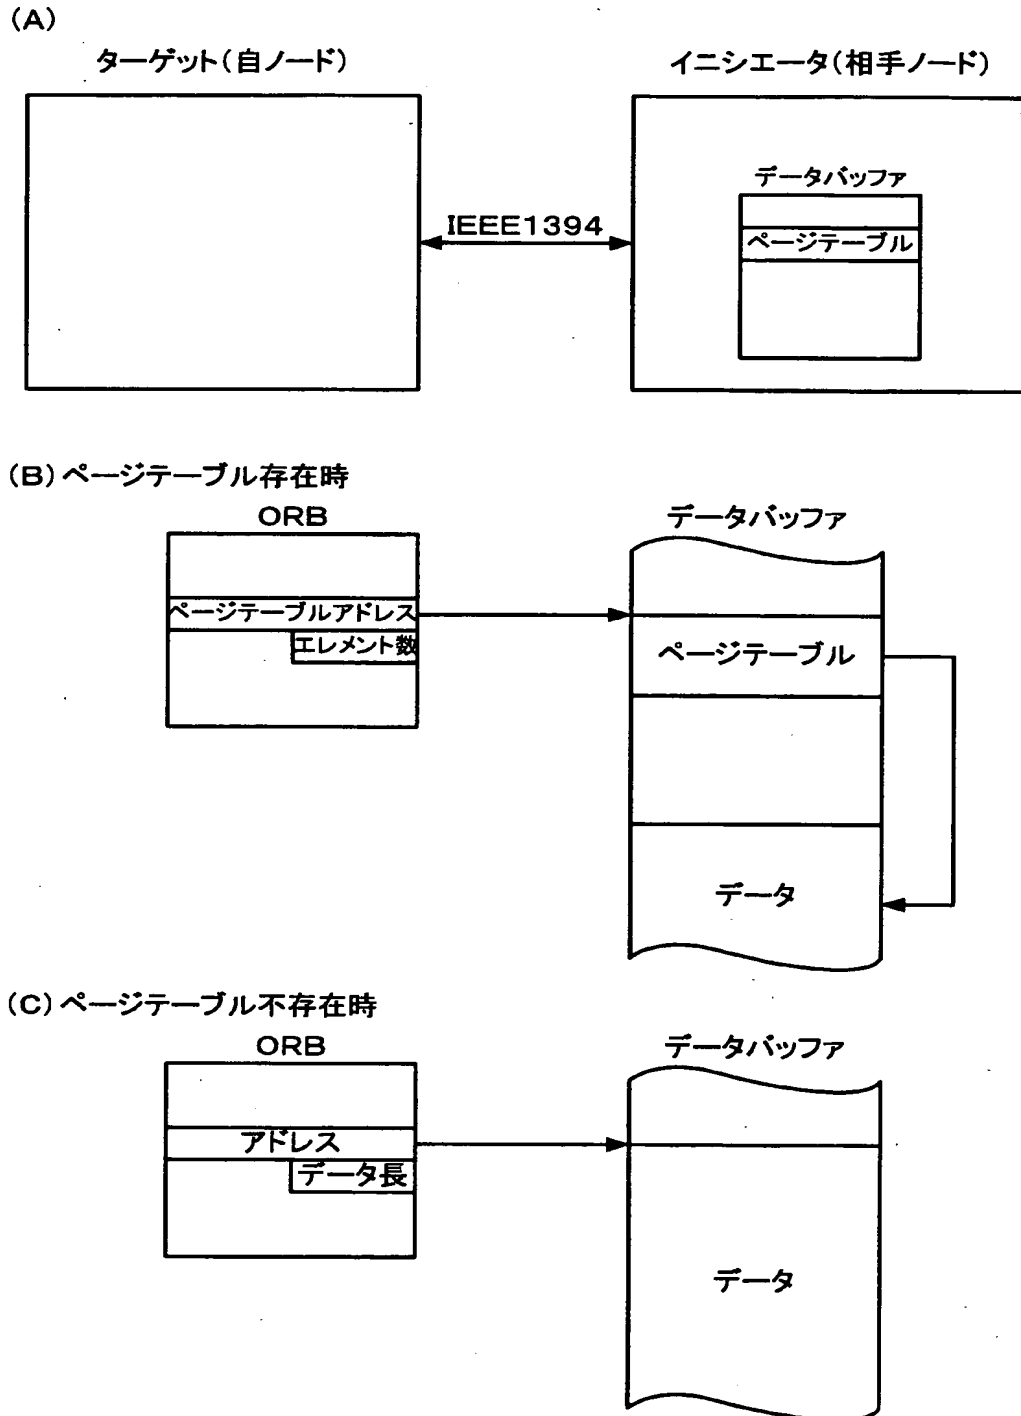 (A)
ターゲット(自ノード)
イニシエータ(相手ノード)
データバッファ
IEEE1394
ページテーブル
(B)ページテーブル存在時
ORB
データバッファ
ページテーブルアドレス
エレメント数
ページテーブル
データ
(C)ページテーブル不存在時
ORB
データバッファ
アドレス
データ長
データ